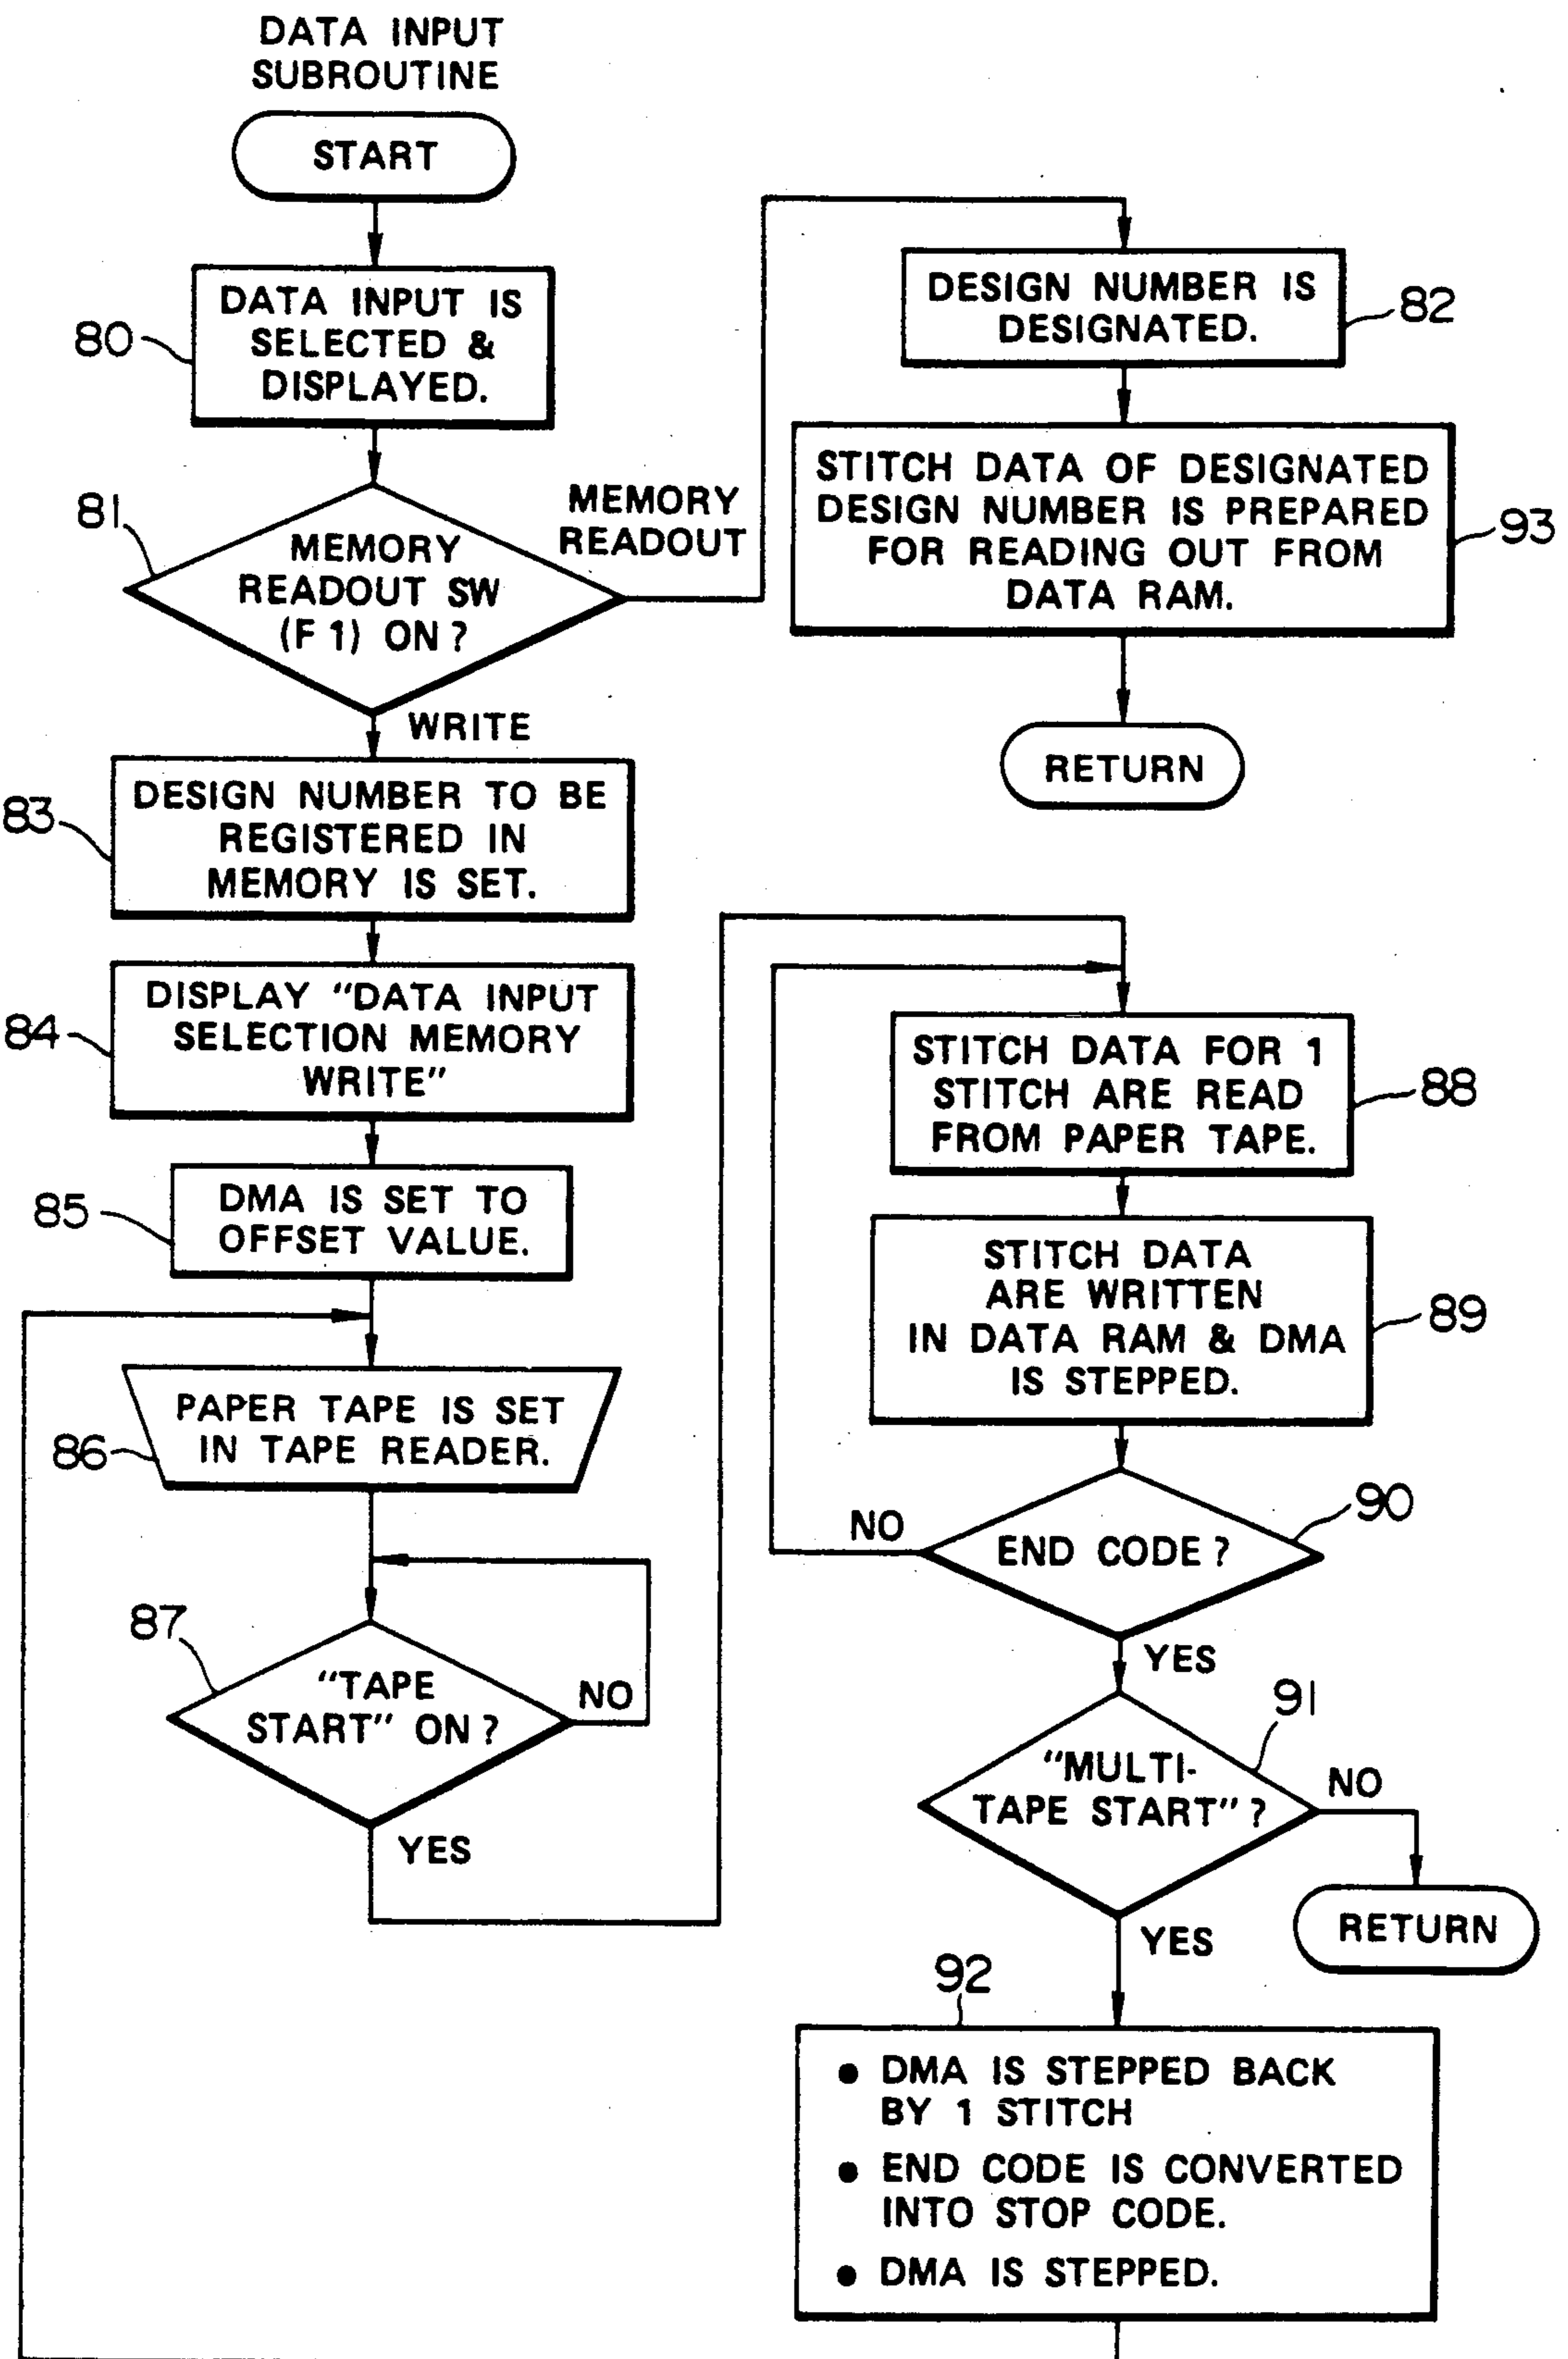 DATA INPUT
SUBROUTINE
START
80
DATA INPUT IS
SELECTED &
DISPLAYED.
81
MEMORY
READOUT SW
(F 1) ON ?
MEMORY
READOUT
WRITE
82
DESIGN NUMBER IS
DESIGNATED.
93
STITCH DATA OF DESIGNATED
DESIGN NUMBER IS PREPARED
FOR READING OUT FROM
DATA RAM.
RETURN
83
DESIGN NUMBER TO BE
REGISTERED IN
MEMORY IS SET.
84
DISPLAY "DATA INPUT
SELECTION MEMORY
WRITE"
85
DMA IS SET TO
OFFSET VALUE.
86
PAPER TAPE IS SET
IN TAPE READER.
87
"TAPE
START" ON ?
NO
YES
88
STITCH DATA FOR 1
STITCH ARE READ
FROM PAPER TAPE.
89
STITCH DATA
ARE WRITTEN
IN DATA RAM & DMA
IS STEPPED.
90
NO
END CODE ?
YES
91
"MULTI-
TAPE START" ?
NO
RETURN
YES
92
● DMA IS STEPPED BACK
BY 1 STITCH
● END CODE IS CONVERTED
INTO STOP CODE.
● DMA IS STEPPED.